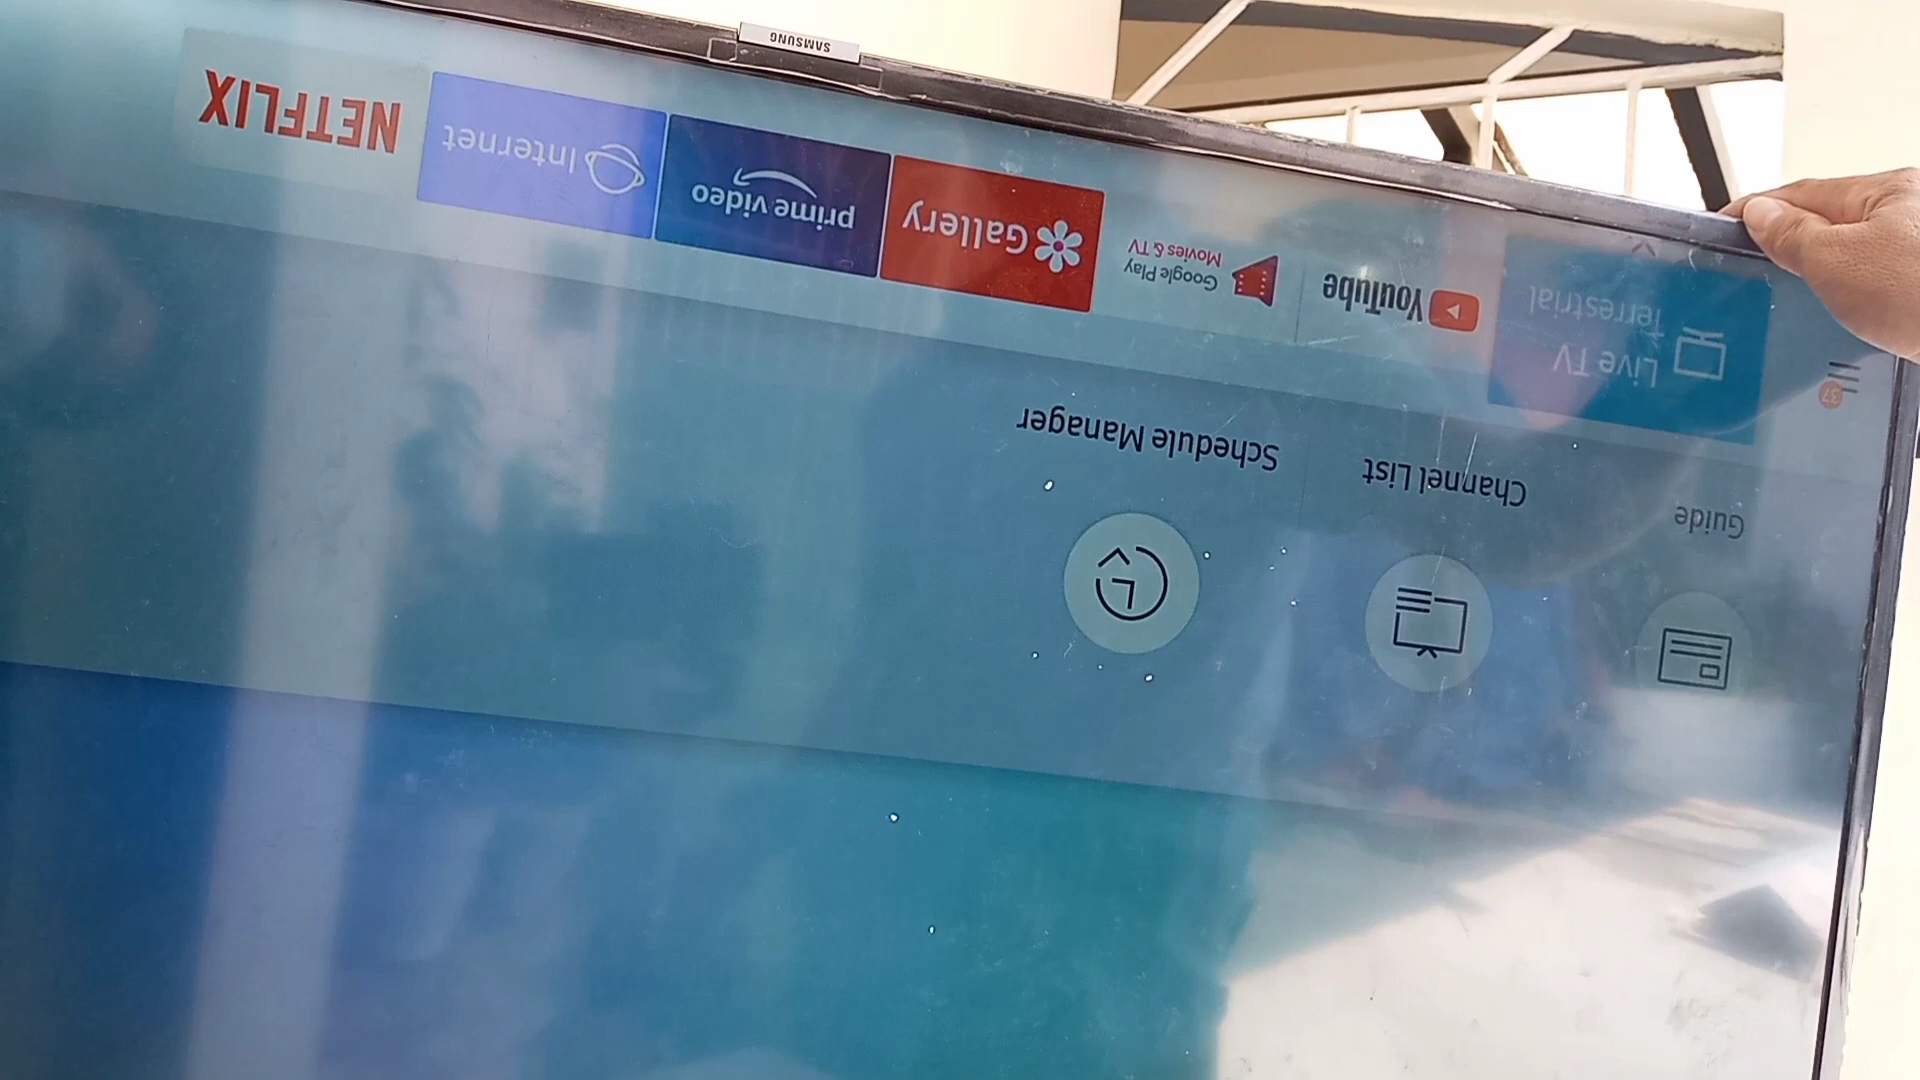 Guide
Channel List
Schedule Manager
37
Live TV
Terrestrial
YouTube
Google Play
Movies & TV
Gallery
prime video
Internet
NETFLIX
SAMSUNG